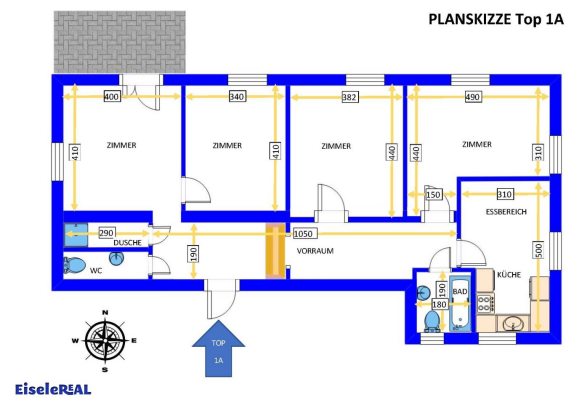 PLANSKIZZE Top 1A
400
340
382
490
410
410
440
440
310
ZIMMER
ZIMMER
ZIMMER
ZIMMER
150
310
ESSBEREICH
290
DUSCHE
190
1050
VORRAUM
500
WC
KÜCHE
190
BAD
180
N
W
E
S
TOP
1A
EiseleREAL